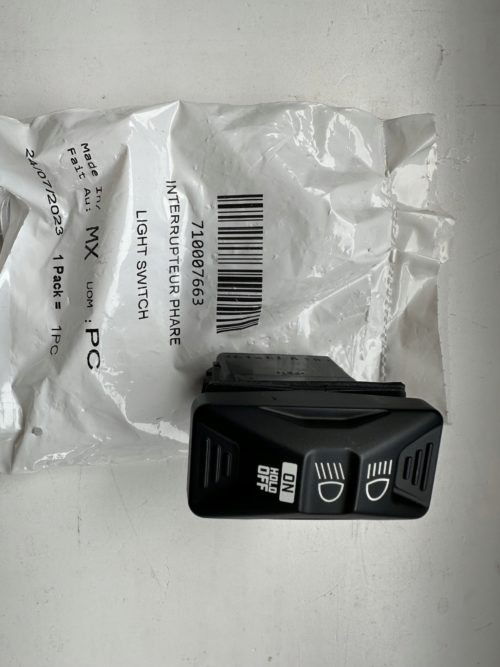 710007663
INTERRUPTEUR PHARE
LIGHT SWITCH
Made In/
Fait Au: MX UOM : PC
24/07/2023 1 Pack = 1PC
ON
HOLD
OFF